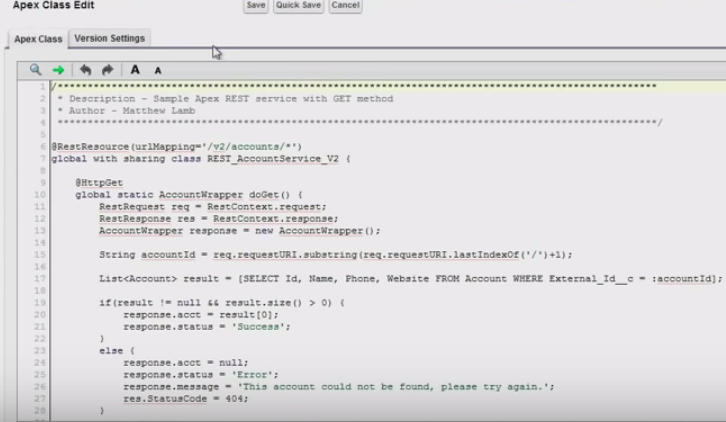 Apex Class Edit
Save Quick Save Cancel
Apex Class Version Settings
A A
1 /****************************************************************************************************
2 * Description - Sample Apex REST service with GET method
3 * Author - Matthew Lamb
4 ****************************************************************************************************/
5
6 @RestResource(urlMapping='/v2/accounts/*')
7 global with sharing class REST_AccountService_V2 {
8
9 @HttpGet
10 global static AccountWrapper doGet() {
11 RestRequest req = RestContext.request;
12 RestResponse res = RestContext.response;
13 AccountWrapper response = new AccountWrapper();
14
15 String accountId = req.requestURI.substring(req.requestURI.lastIndexOf('/')+1);
16
17 List<Account> result = [SELECT Id, Name, Phone, Website FROM Account WHERE External_Id__c = :accountId];
18
19 if(result != null && result.size() > 0) {
20 response.acct = result[0];
21 response.status = 'Success';
22 }
23 else {
24 response.acct = null;
25 response.status = 'Error';
26 response.message = 'This account could not be found, please try again.';
27 res.StatusCode = 404;
28 }